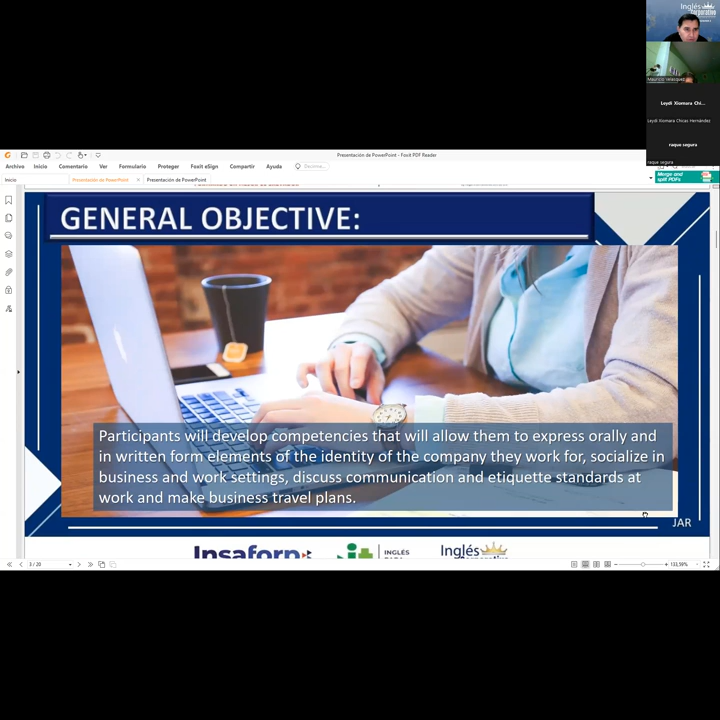 Inglés
Corporativo
Mauricio Velasquez
Leydi Xiomara Chi...
Leydi Xiomara Chicas Hernández
raque segura
raque segura
Presentación de PowerPoint - Foxit PDF Reader
Archivo Inicio Comentario Ver Formulario Proteger Foxit eSign Compartir Ayuda
Inicio Presentación de PowerPoint × Presentación de PowerPoint
Merge and
split PDFs
GENERAL OBJECTIVE:
Participants will develop competencies that will allow them to express orally and
in written form elements of the identity of the company they work for, socialize in
business and work settings, discuss communication and etiquette standards at
work and make business travel plans.
JAR
Insaforp
INGLÉS
Inglés
3 / 20
133,59%